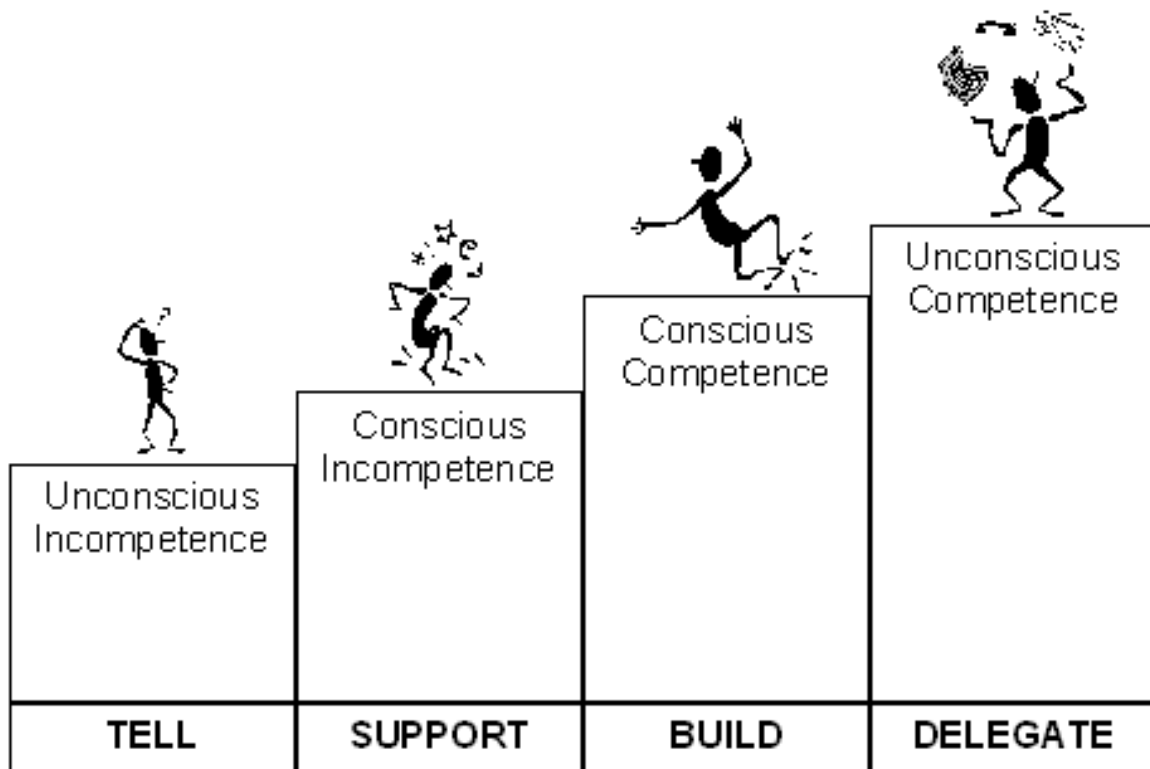 Unconscious
Incompetence
Conscious
Incompetence
Conscious
Competence
Unconscious
Competence
TELL
SUPPORT
BUILD
DELEGATE